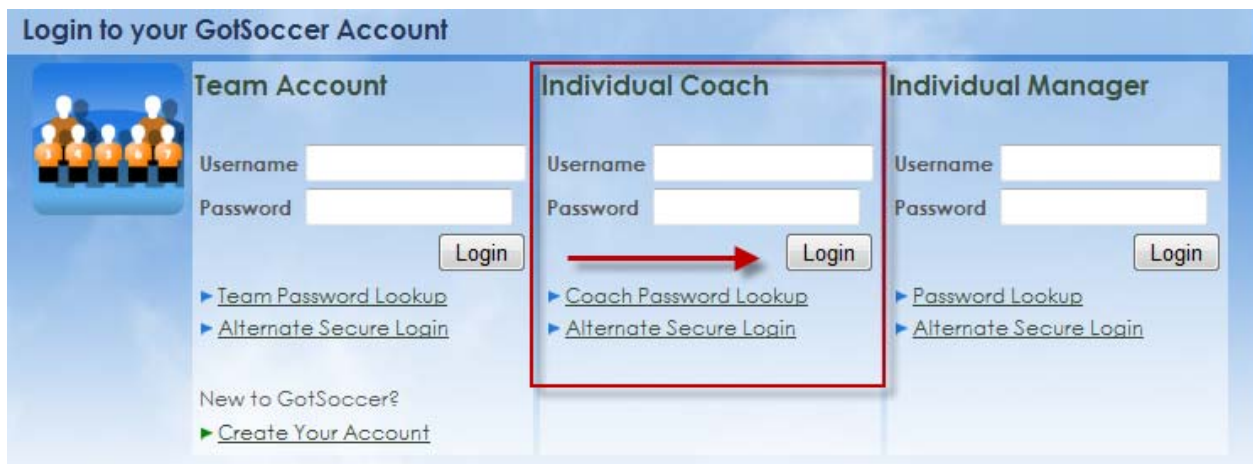 Login to your GotSoccer Account
Team Account
Username
Password
Login
Team Password Lookup
Alternate Secure Login
New to GotSoccer?
Create Your Account
Individual Coach
Username
Password
Login
Coach Password Lookup
Alternate Secure Login
Individual Manager
Username
Password
Login
Password Lookup
Alternate Secure Login